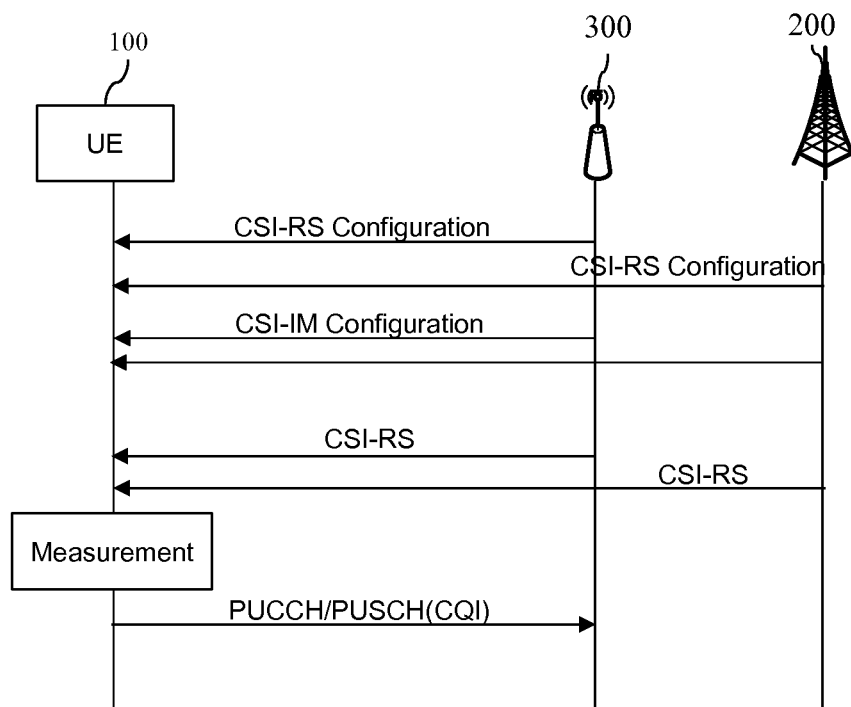 100
300
200
UE
CSI-RS Configuration
CSI-RS Configuration
CSI-IM Configuration
CSI-RS
CSI-RS
Measurement
PUCCH/PUSCH(CQI)